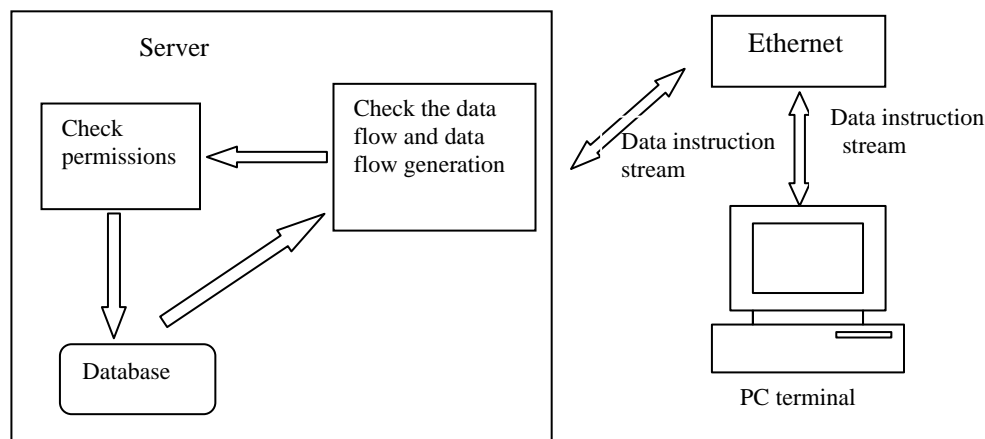 Server
Ethernet
Check
permissions
Check the data
flow and data
flow generation
Data instruction
stream
Data instruction
stream
Database
PC terminal